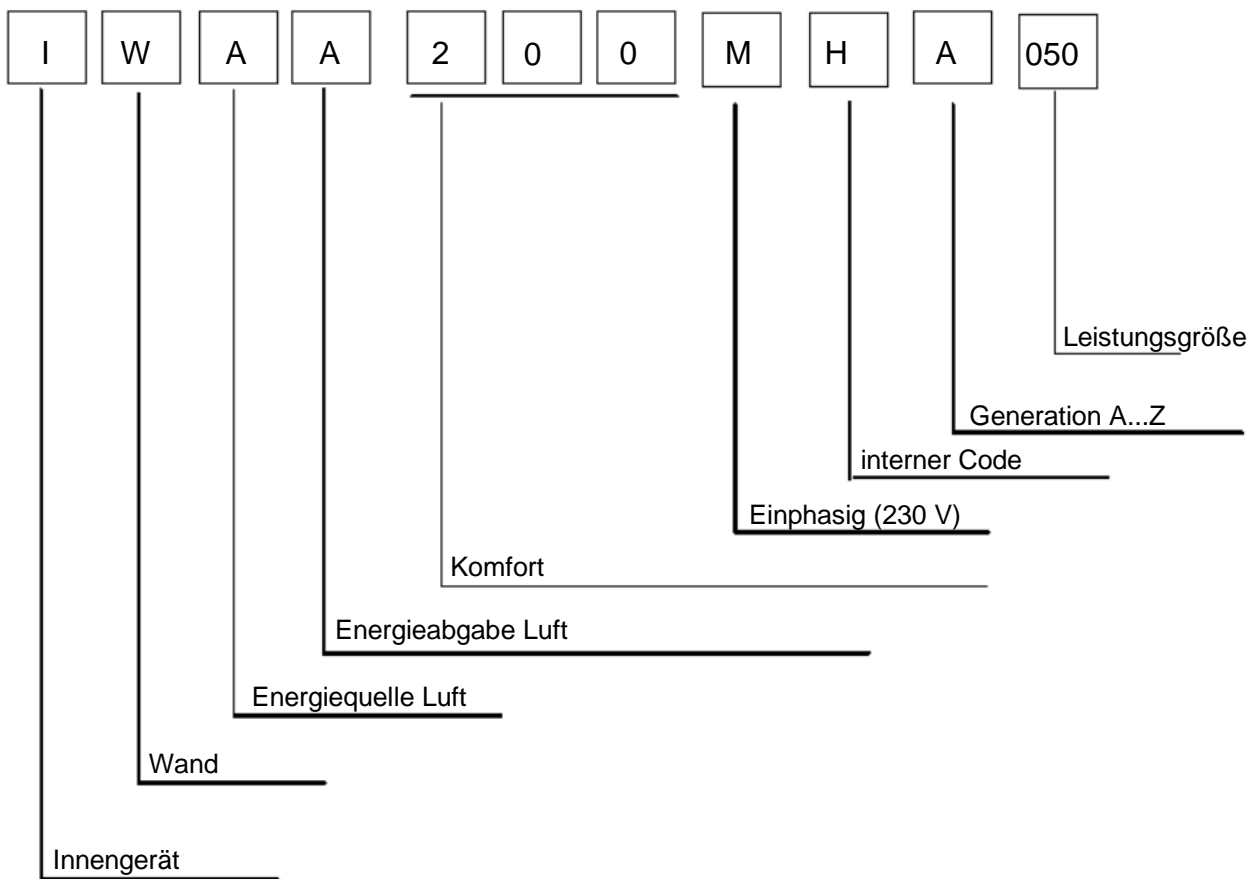 I W A A 2 0 0 M H A 050
Leistungsgröße
Generation A...Z
interner Code
Einphasig (230 V)
Komfort
Energieabgabe Luft
Energiequelle Luft
Wand
Innengerät